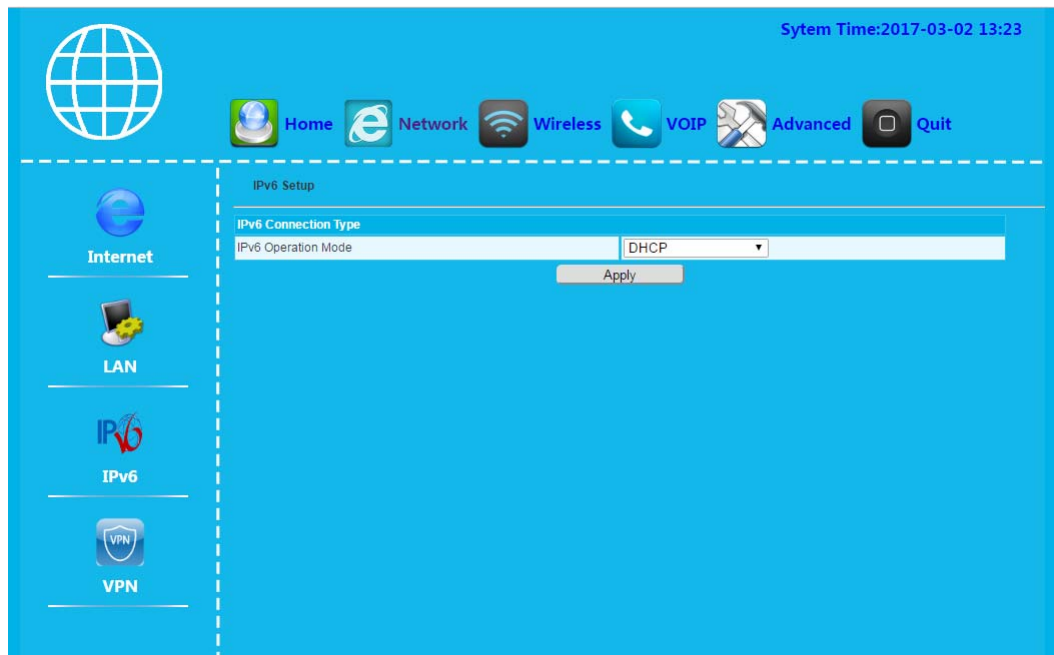 Sytem Time:2017-03-02 13:23
Home Network Wireless VOIP Advanced Quit
IPv6 Setup
IPv6 Connection Type
IPv6 Operation Mode DHCP
Apply
Internet
LAN
IPv6
IPv6
VPN
VPN